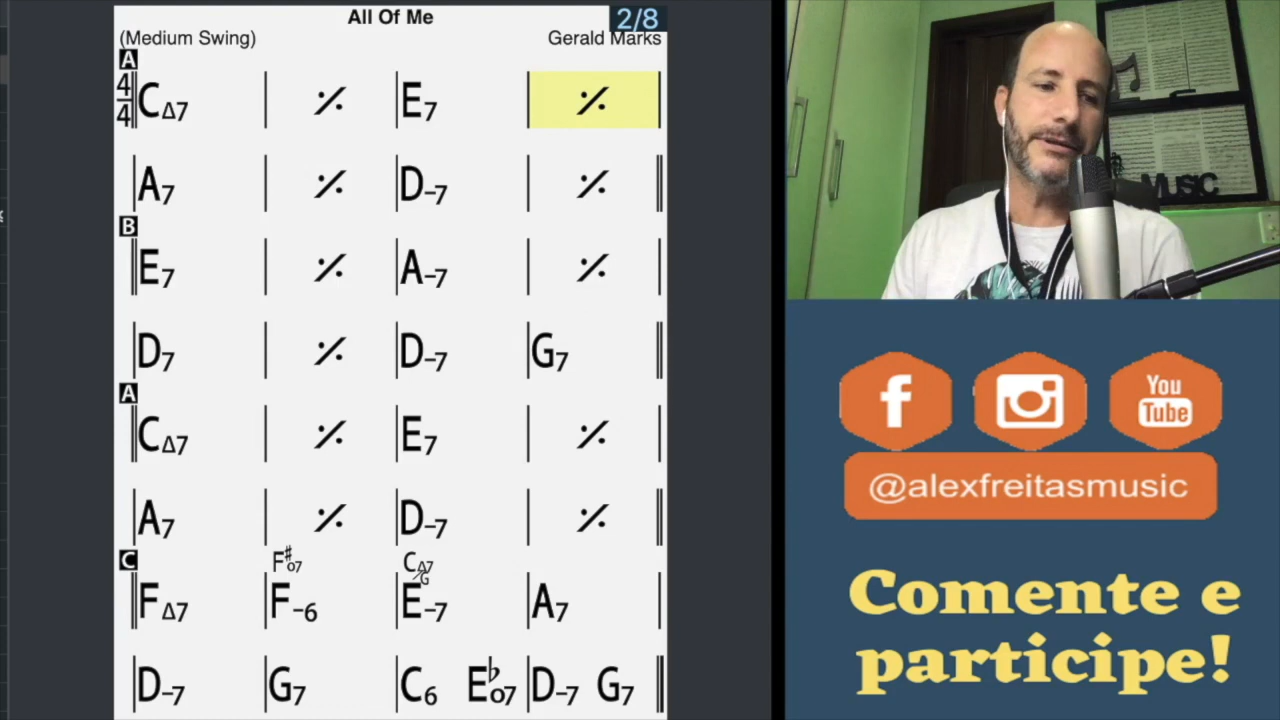 All Of Me
2/8
(Medium Swing)
Gerald Marks
A
4/4 CΔ7 | 𝄎 | E7 | 𝄎
A7 | 𝄎 | D–7 | 𝄎
B
E7 | 𝄎 | A–7 | 𝄎
D7 | 𝄎 | D–7 | G7
A
CΔ7 | 𝄎 | E7 | 𝄎
A7 | 𝄎 | D–7 | 𝄎
C
F♯o7 CΔ7/G
FΔ7 | F–6 | E–7 | A7
D–7 | G7 | C6 E♭o7 | D–7 G7
MUSIC
f
You
Tube
@alexfreitasmusic
Comente e
participe!